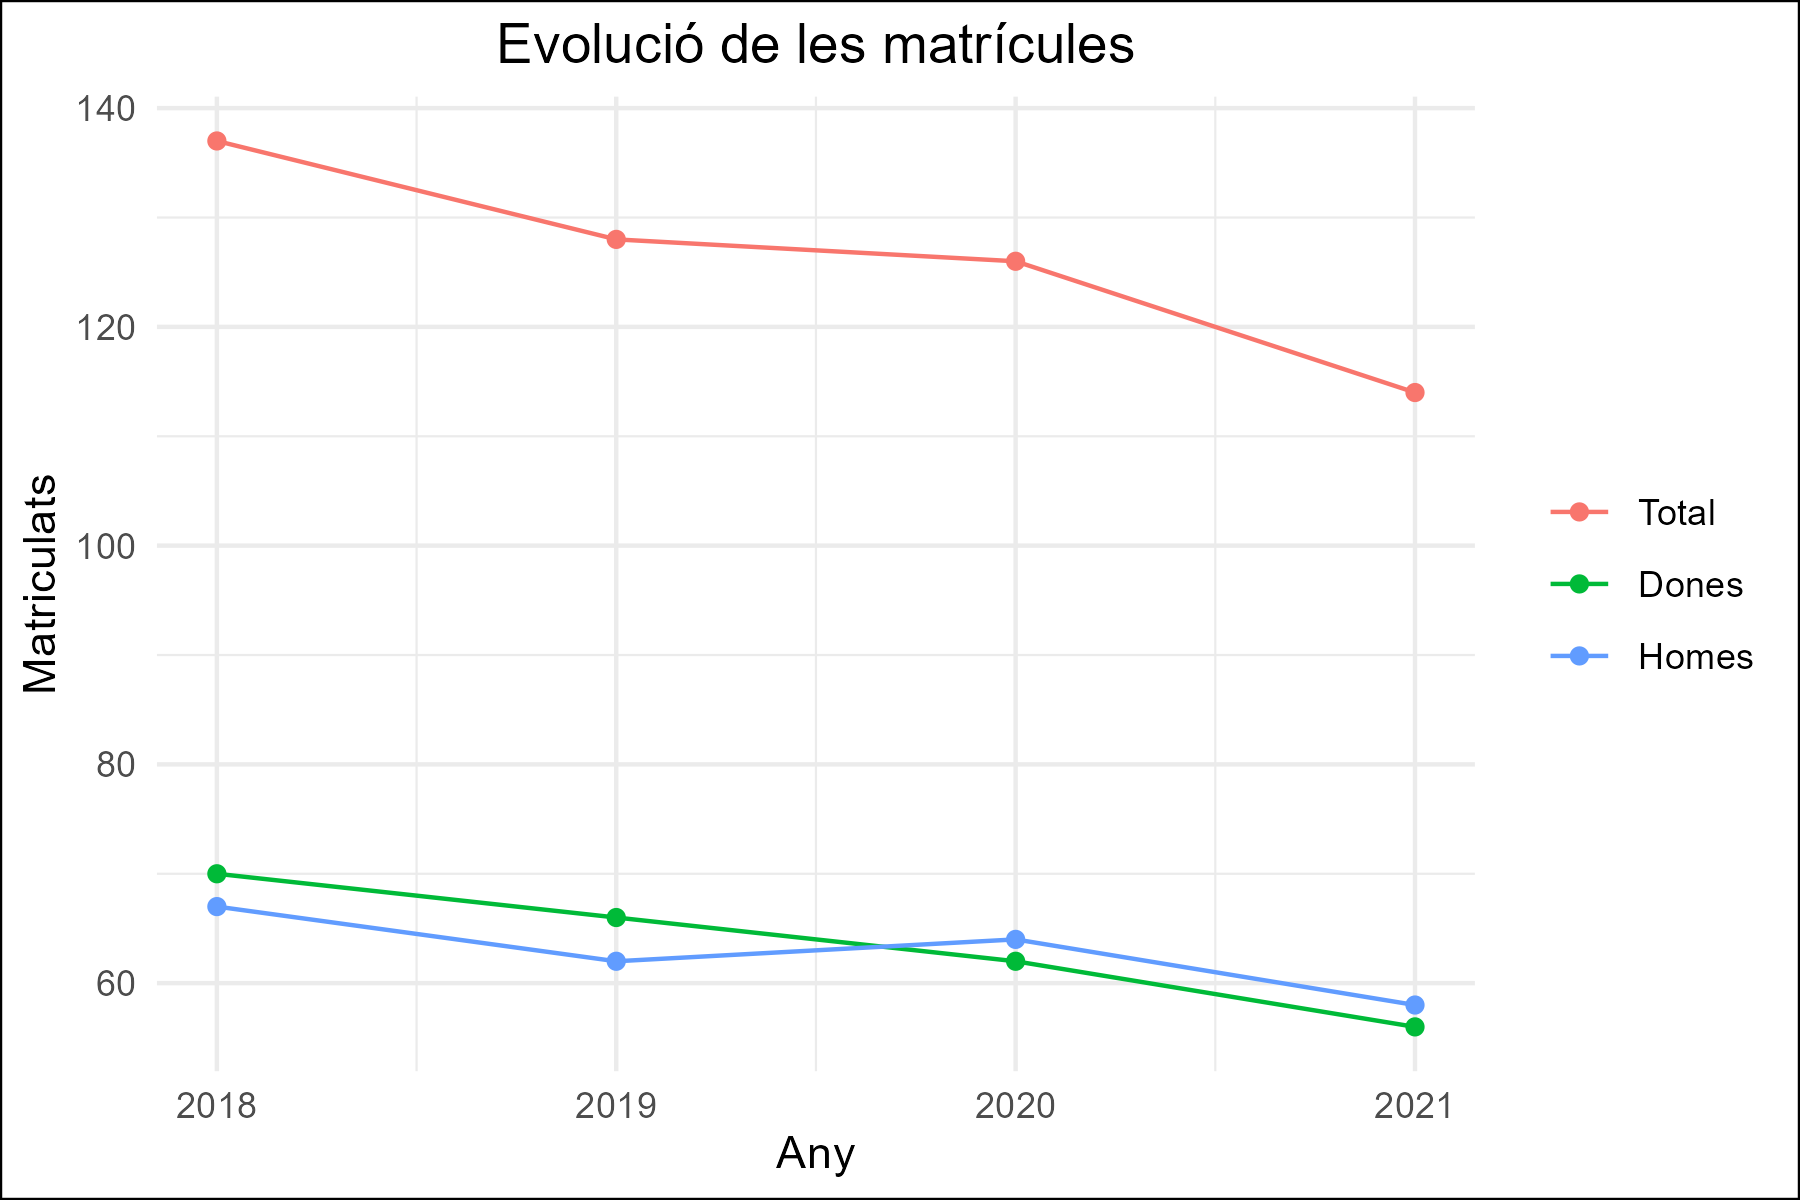 Evolució de les matrícules
140
120
100
80
60
Matriculats
2018 2019 2020 2021
Any
Total
Dones
Homes